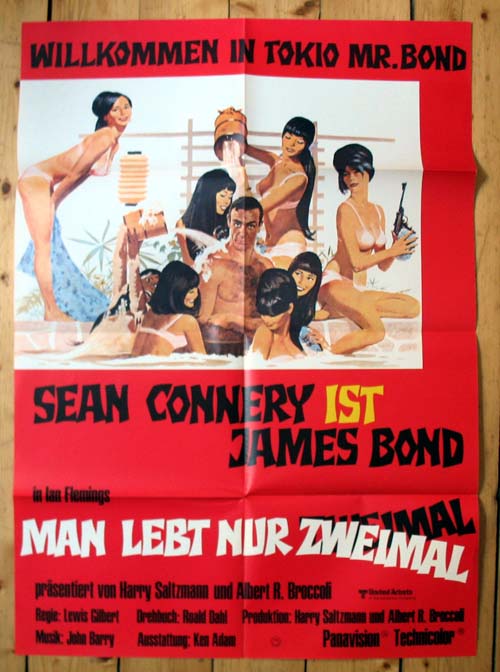 WILLKOMMEN IN TOKIO MR. BOND
SEAN CONNERY IST
JAMES BOND
in Ian Flemings
MAN LEBT NUR ZWEIMAL
ZWEIMAL
präsentiert von Harry Saltzmann und Albert R. Broccoli
United Artists
Regie: Lewis Gilbert Drehbuch: Roald Dahl Produktion: Harry Saltzmann und Albert R. Broccoli
Musik: John Barry Ausstattung: Ken Adam Panavision® Technicolor®